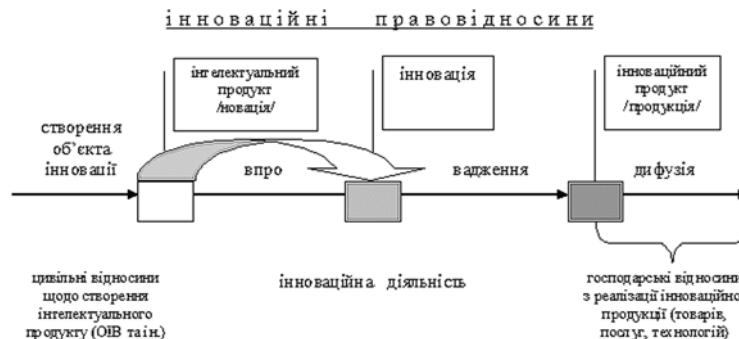 інноваційні правовідносини
інтелектуальний
продукт
/новація/
інновація
інноваційний
продукт
/продукція/
створення
об’єкта
інновації
впро
вадження
дифузія
цивільні відносини
щодо створення
інтелектуального
продукту (ОІВ та ін.)
інноваційна діяльність
господарські відносини
з реалізації інноваційно
продукції (товарів,
послуг, технологій)